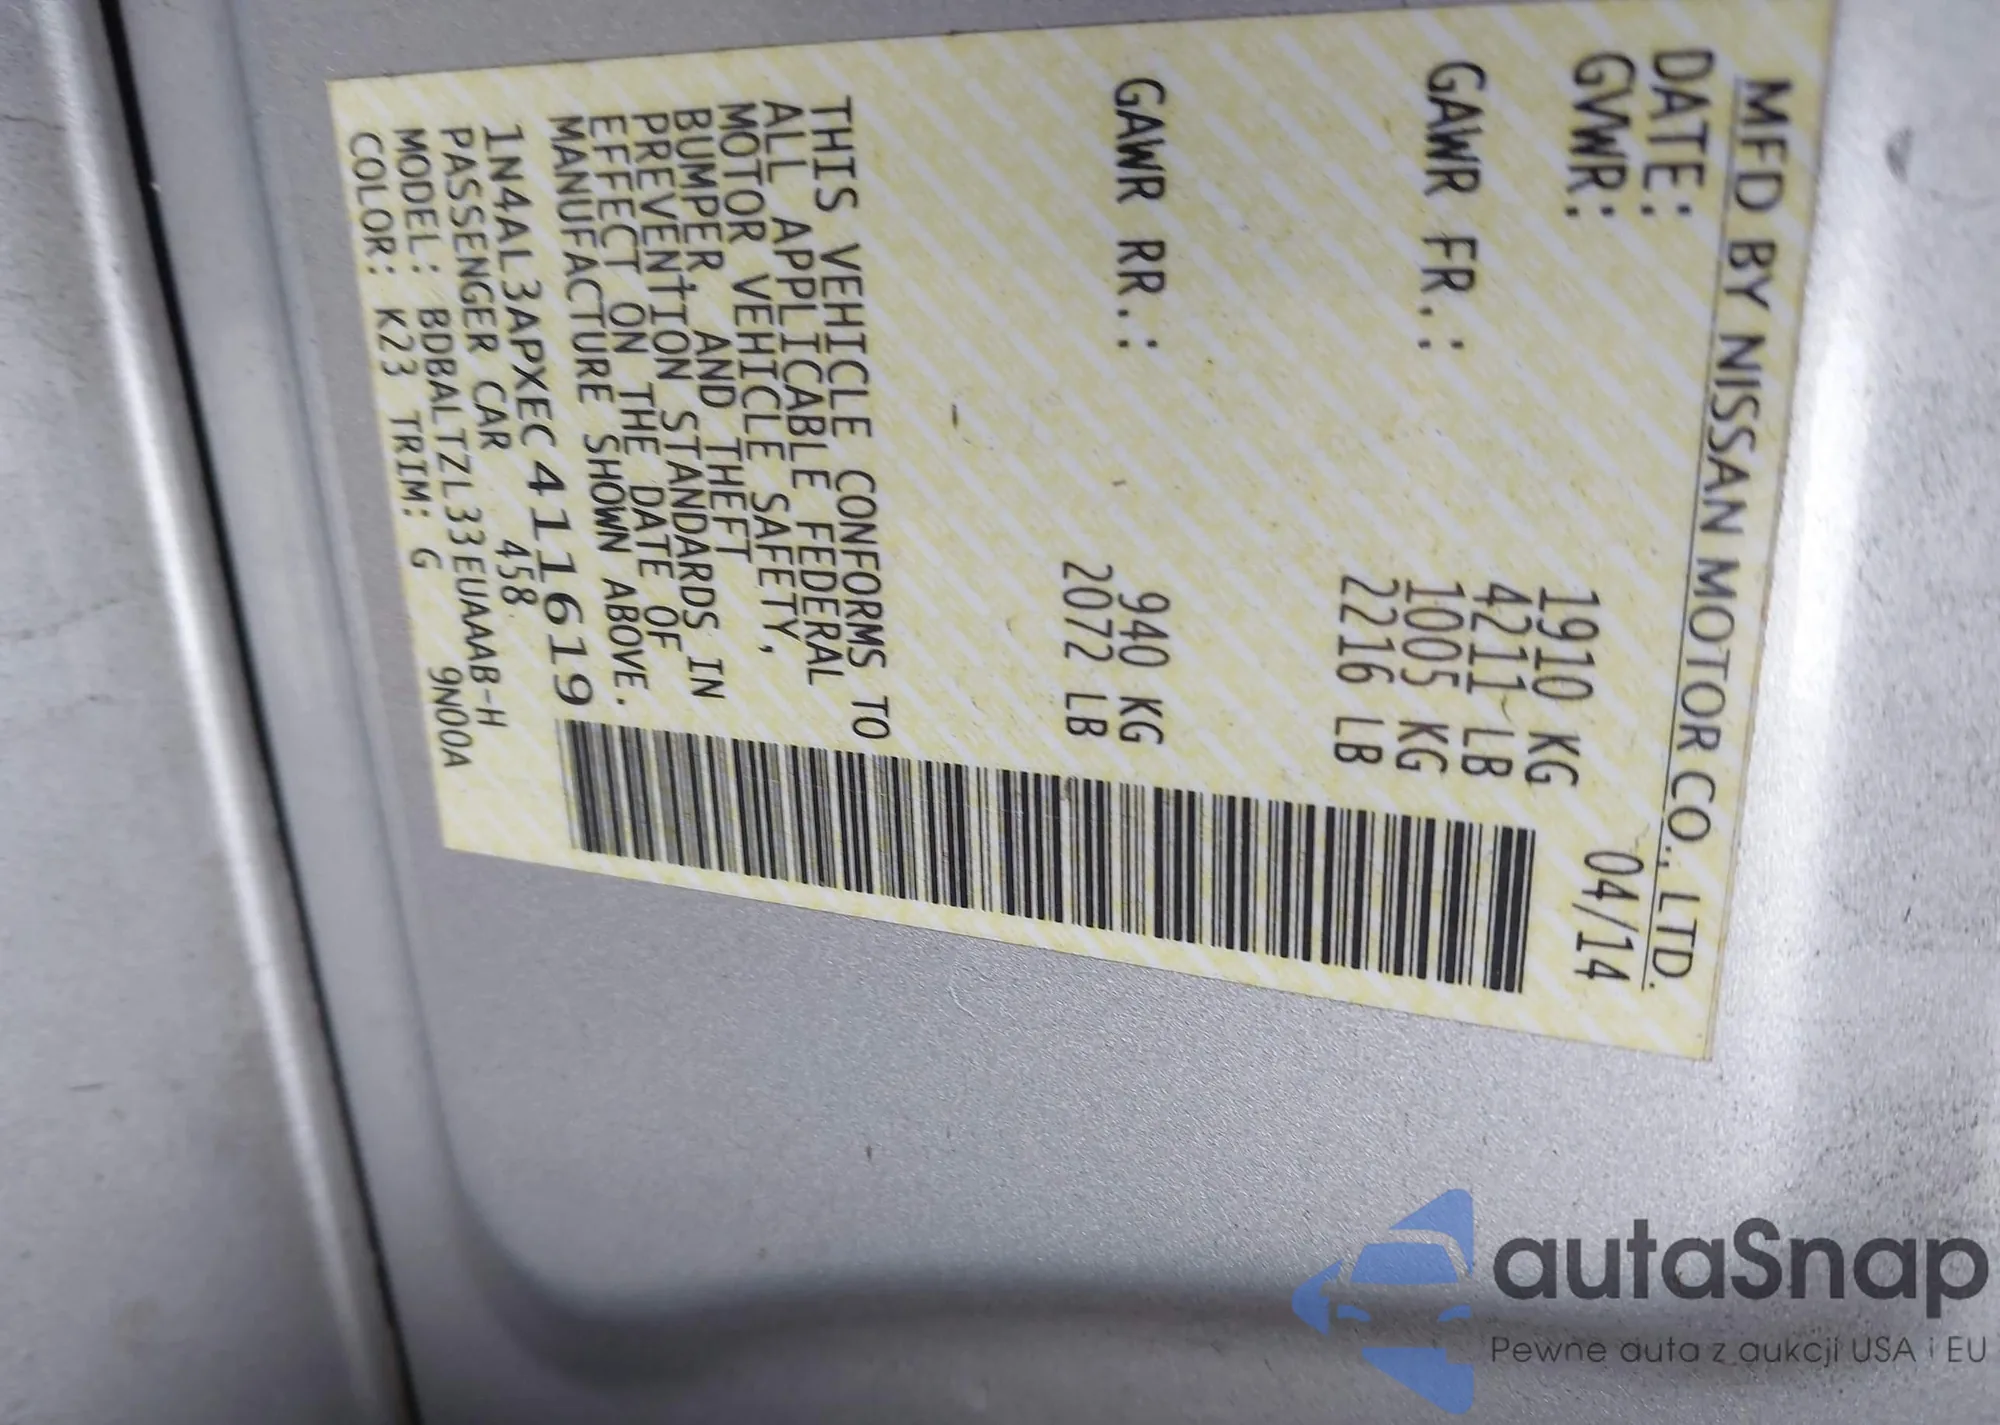 MFD BY NISSAN MOTOR CO., LTD.
DATE: 04/14
GVWR: 1910 KG
4211 LB
GAWR FR.: 1005 KG
2216 LB
GAWR RR.: 940 KG
2072 LB
THIS VEHICLE CONFORMS TO
ALL APPLICABLE FEDERAL
MOTOR VEHICLE SAFETY,
BUMPER, AND THEFT
PREVENTION STANDARDS IN
EFFECT ON THE DATE OF
MANUFACTURE SHOWN ABOVE.
1N4AL3APXEC411619
PASSENGER CAR 458
MODEL: BDBALTZL33EUAAAB-H
COLOR: K23 TRIM: G 9N00A
autaSnap
Pewne auta z aukcji USA i EU